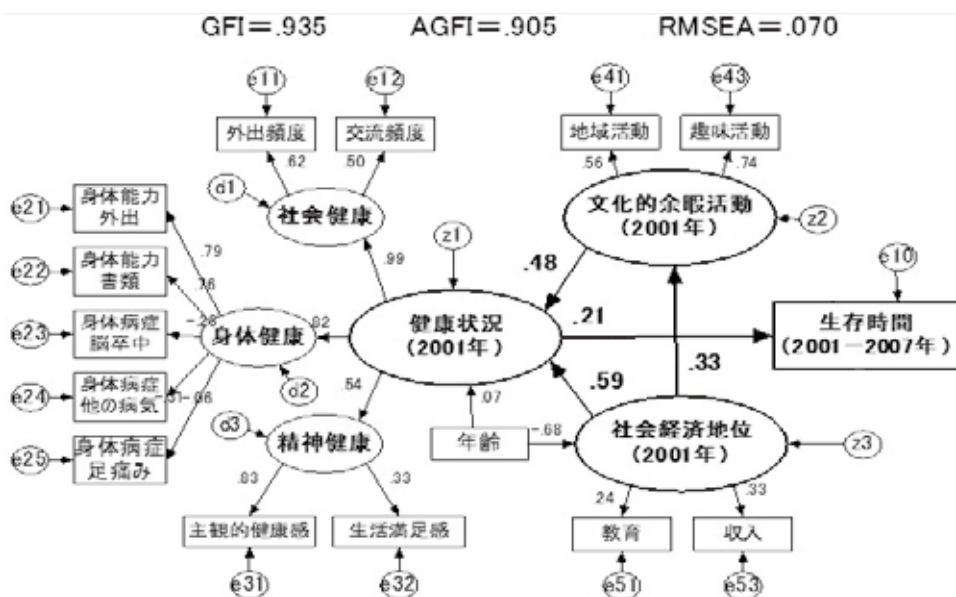 GFI＝.935 AGFI＝.905 RMSEA＝.070
e11 e12 e41 e43
外出頻度 交流頻度 地域活動 趣味活動
.62 .50 .56 .74
e21 身体能力
外出
d1 社会健康
文化的余暇活動
(2001年)
z2
.79 .99 z1 .48 e10
e22 身体能力
書類
.76
e23 身体病症
脳卒中
身体健康 .82
健康状況
(2001年)
.21
生存時間
(2001－2007年)
e24 身体病症
他の病気
d2 .54 .07 .59 .33
e25 身体病症
足痛み
d3 精神健康
年齢 -.68
社会経済地位
(2001年)
z3
.83 .33 .24 .33
主観的健康感 生活満足感 教育 収入
e31 e32 e51 e53